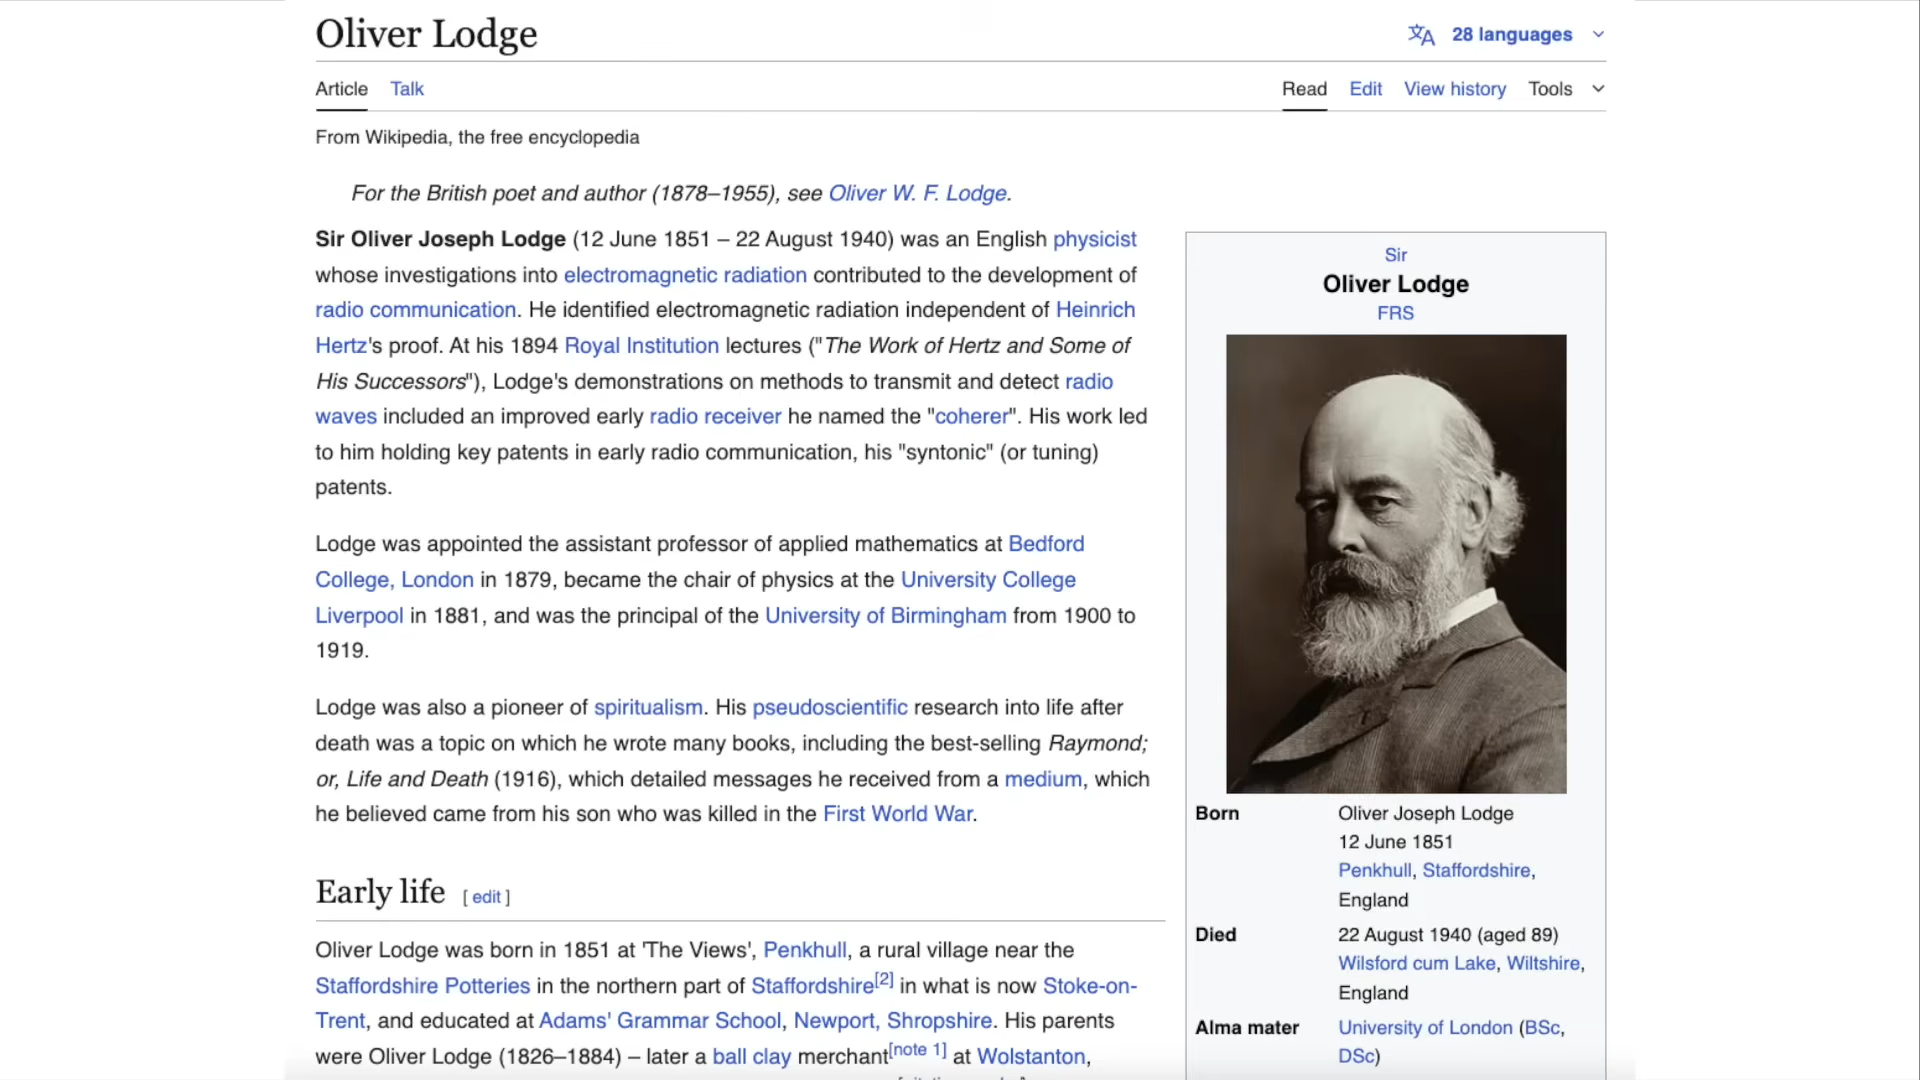 Oliver Lodge
28 languages
Article Talk
Read Edit View history Tools
From Wikipedia, the free encyclopedia
For the British poet and author (1878–1955), see Oliver W. F. Lodge.
Sir Oliver Joseph Lodge (12 June 1851 – 22 August 1940) was an English physicist
whose investigations into electromagnetic radiation contributed to the development of
radio communication. He identified electromagnetic radiation independent of Heinrich
Hertz's proof. At his 1894 Royal Institution lectures ("The Work of Hertz and Some of
His Successors"), Lodge's demonstrations on methods to transmit and detect radio
waves included an improved early radio receiver he named the "coherer". His work led
to him holding key patents in early radio communication, his "syntonic" (or tuning)
patents.
Lodge was appointed the assistant professor of applied mathematics at Bedford
College, London in 1879, became the chair of physics at the University College
Liverpool in 1881, and was the principal of the University of Birmingham from 1900 to
1919.
Lodge was also a pioneer of spiritualism. His pseudoscientific research into life after
death was a topic on which he wrote many books, including the best-selling Raymond;
or, Life and Death (1916), which detailed messages he received from a medium, which
he believed came from his son who was killed in the First World War.
Early life [ edit ]
Oliver Lodge was born in 1851 at 'The Views', Penkhull, a rural village near the
Staffordshire Potteries in the northern part of Staffordshire[2] in what is now Stoke-on-
Trent, and educated at Adams' Grammar School, Newport, Shropshire. His parents
were Oliver Lodge (1826–1884) – later a ball clay merchant[note 1] at Wolstanton,
Sir
Oliver Lodge
FRS
Born Oliver Joseph Lodge
12 June 1851
Penkhull, Staffordshire,
England
Died 22 August 1940 (aged 89)
Wilsford cum Lake, Wiltshire,
England
Alma mater University of London (BSc,
DSc)